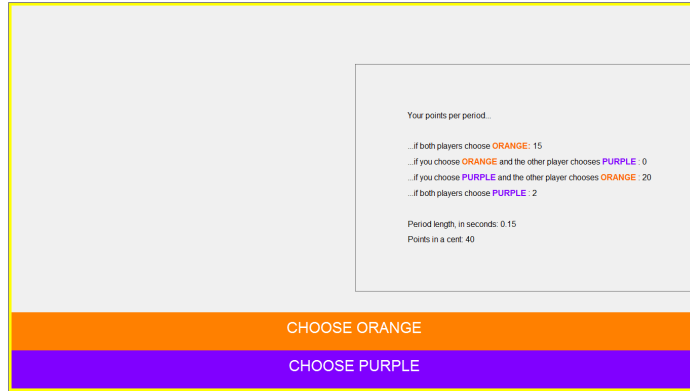 Your points per period...
...if both players choose ORANGE: 15
...if you choose ORANGE and the other player chooses PURPLE : 0
...if you choose PURPLE and the other player chooses ORANGE : 20
...if both players choose PURPLE : 2
Period length, in seconds: 0.15
Points in a cent: 40
CHOOSE ORANGE
CHOOSE PURPLE